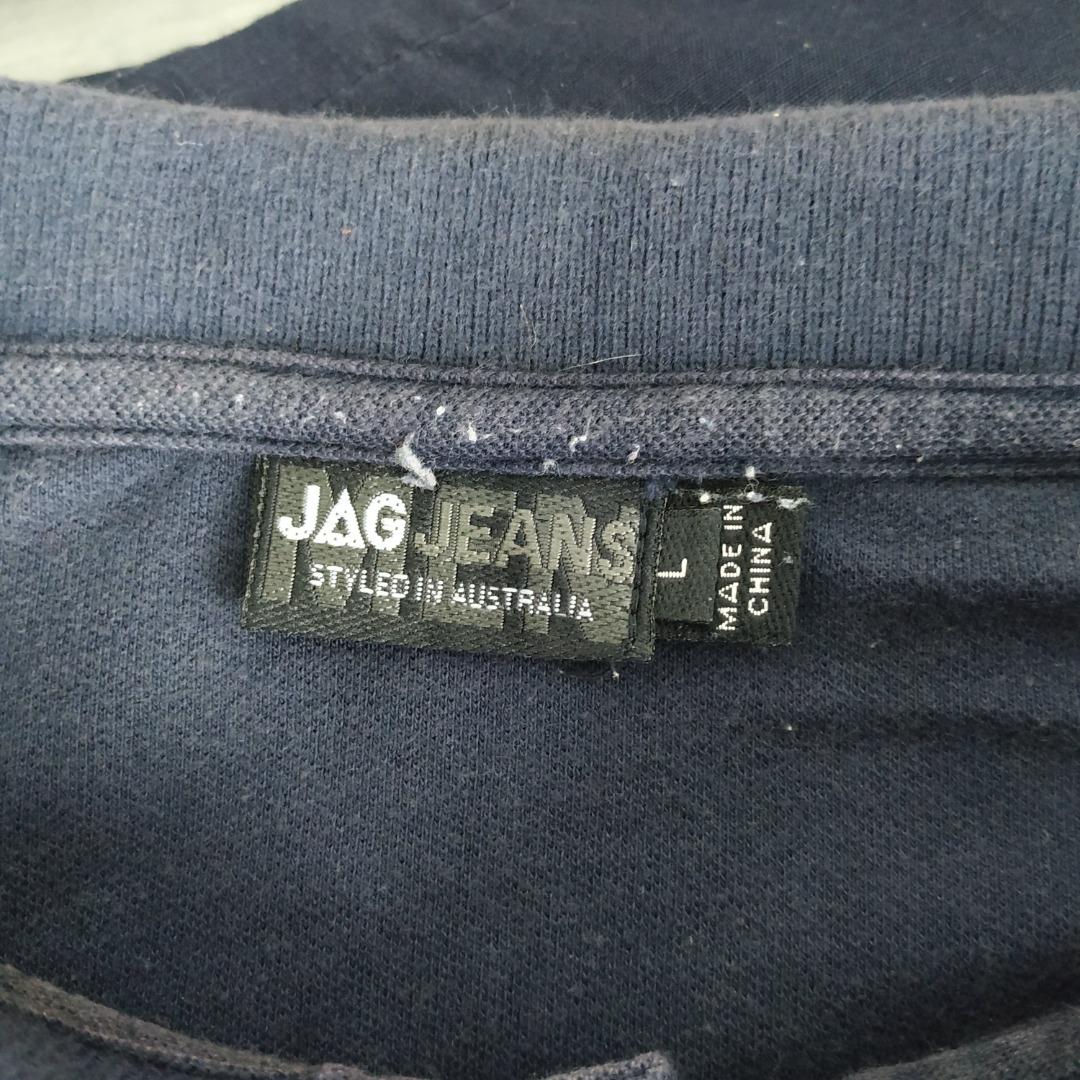 JAG JEANS
STYLED IN AUSTRALIA
L
MADE IN
CHINA